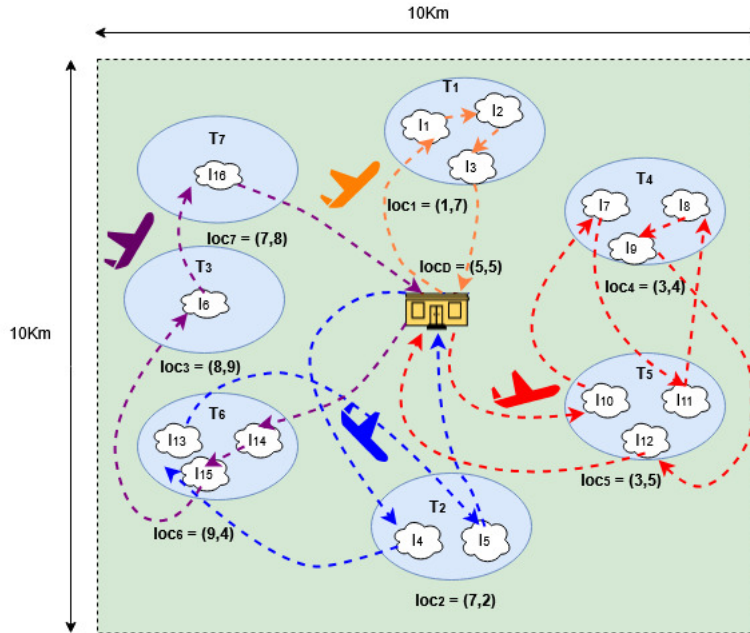 10Km
10Km
T1
I1
I2
I3
loc1 = (1,7)
T7
I16
loc7 = (7,8)
T4
I7
I8
I9
loc4 = (3,4)
locD = (5,5)
T3
I6
loc3 = (8,9)
T5
I10
I11
I12
loc5 = (3,5)
T6
I13
I14
I15
loc6 = (9,4)
T2
I4
I5
loc2 = (7,2)